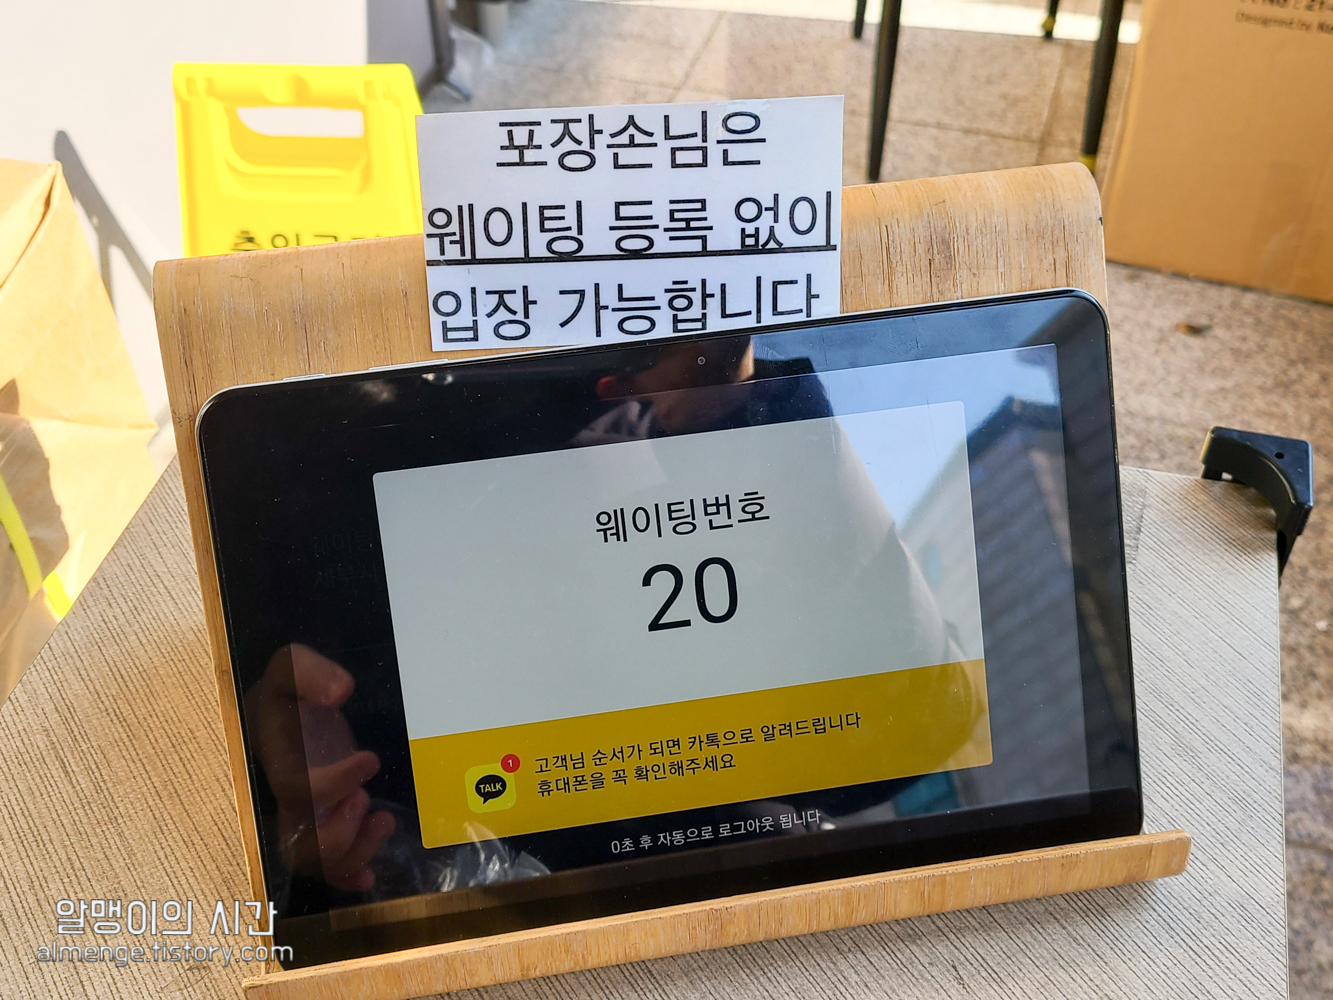 포장손님은
웨이팅 등록 없이
입장 가능합니다
웨이팅번호
20
1
TALK
고객님 순서가 되면 카톡으로 알려드립니다
휴대폰을 꼭 확인해주세요
0초 후 자동으로 로그아웃 됩니다
알맹이의 시간
almenge.tistory.com